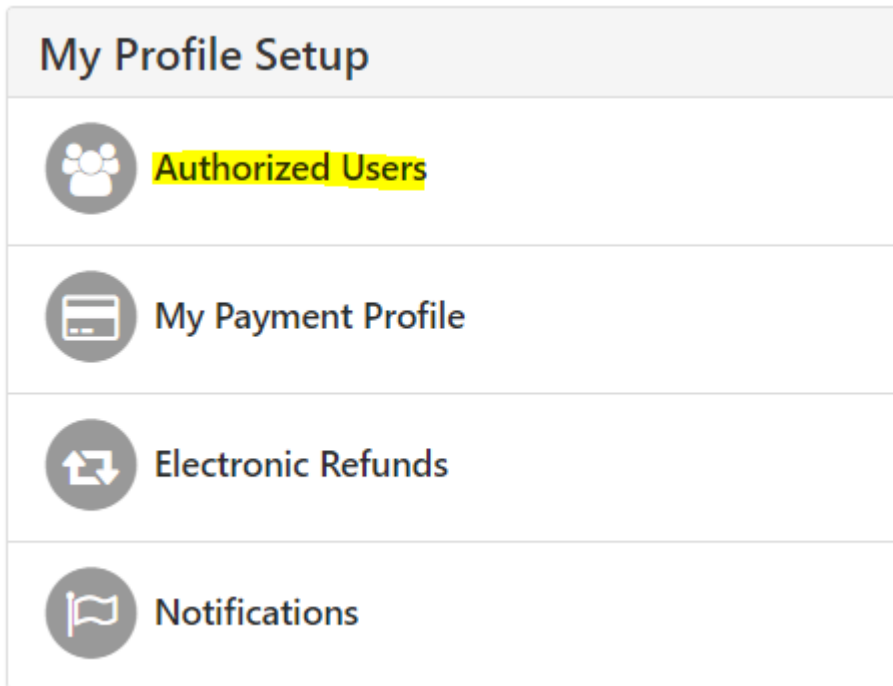 My Profile Setup
Authorized Users
My Payment Profile
Electronic Refunds
Notifications